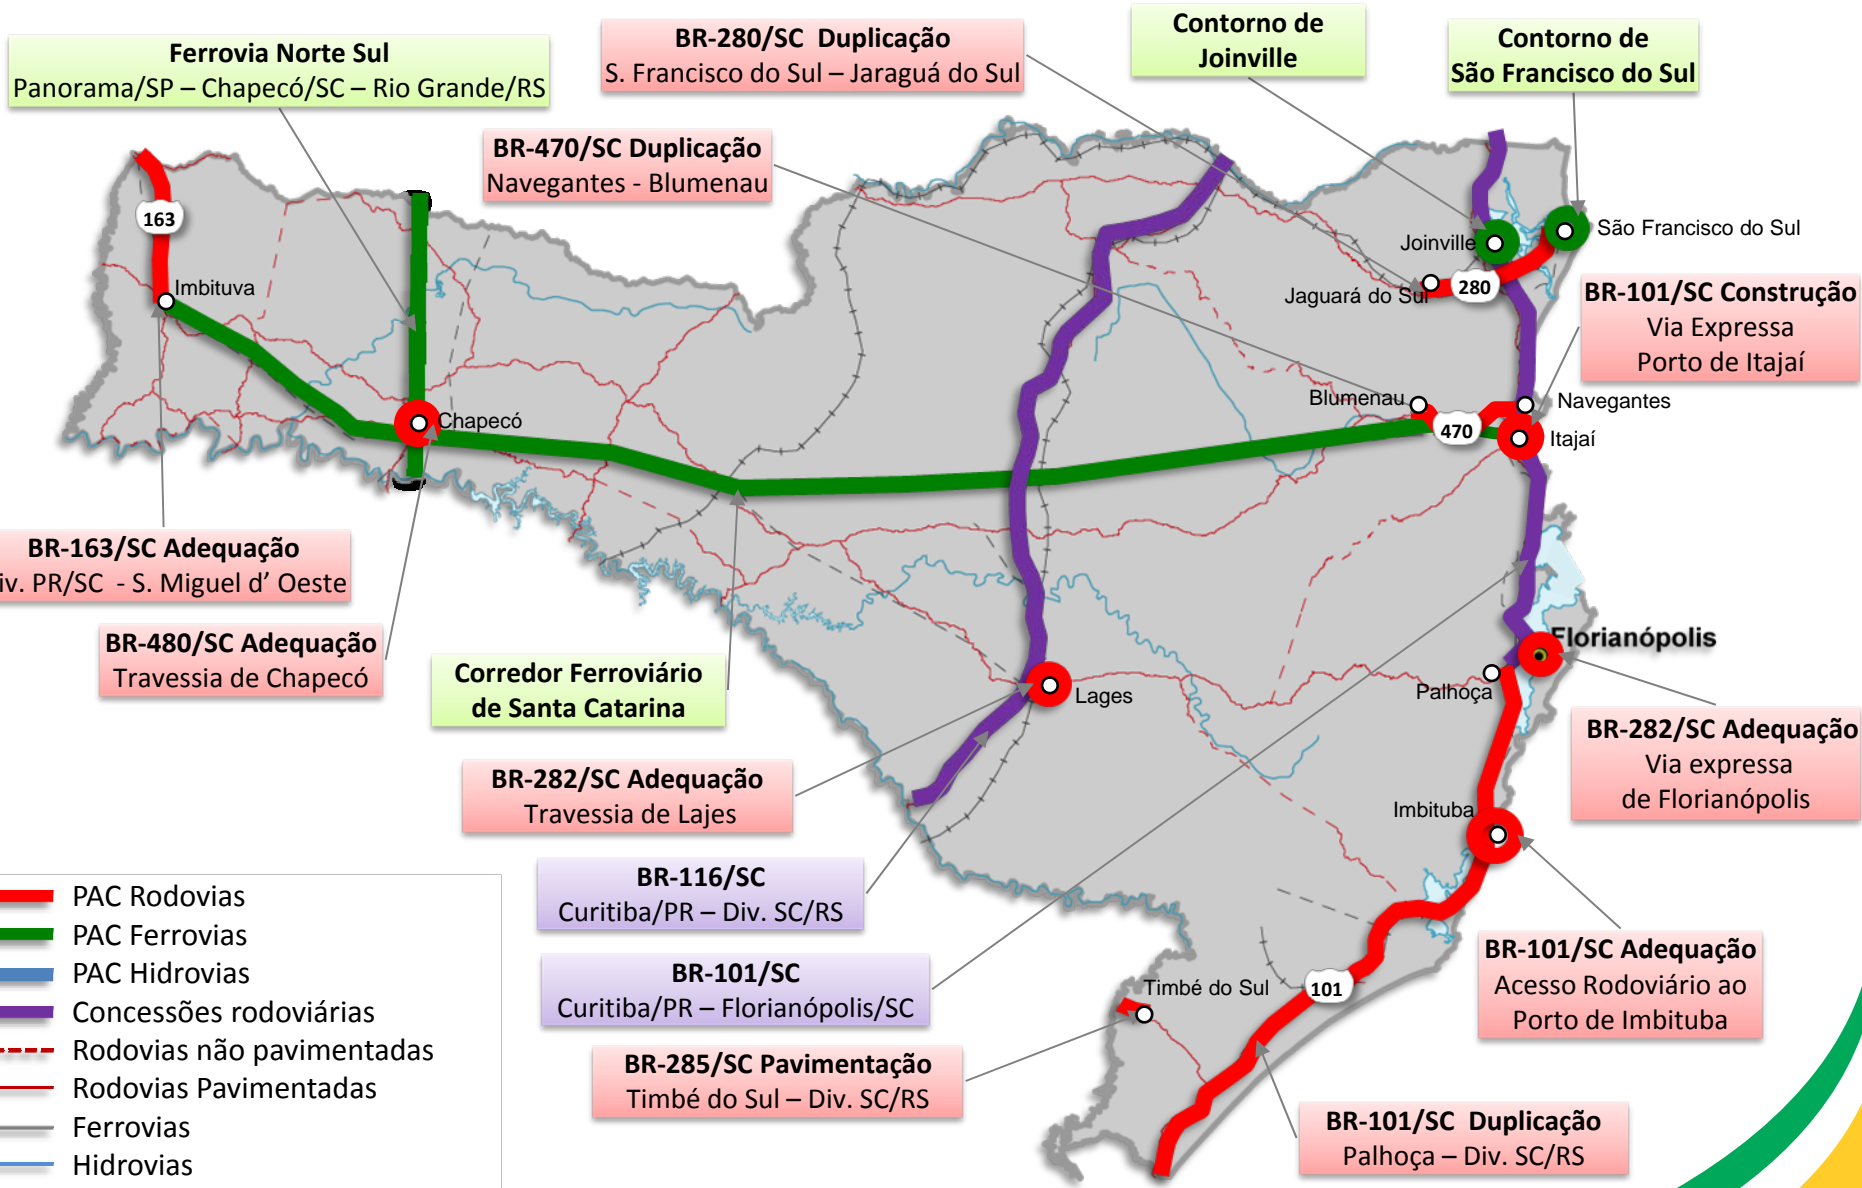 Ferrovia Norte Sul
Panorama/SP – Chapecó/SC – Rio Grande/RS
BR-280/SC Duplicação
S. Francisco do Sul – Jaraguá do Sul
Contorno de
Joinville
Contorno de
São Francisco do Sul
BR-470/SC Duplicação
Navegantes - Blumenau
163
Imbituva
Joinville
São Francisco do Sul
Jaguará do Sul
280
BR-101/SC Construção
Via Expressa
Porto de Itajaí
Blumenau
Navegantes
470
Itajaí
Chapecó
BR-163/SC Adequação
iv. PR/SC - S. Miguel d’ Oeste
BR-480/SC Adequação
Travessia de Chapecó
Corredor Ferroviário
de Santa Catarina
Florianópolis
Palhoça
Lages
BR-282/SC Adequação
Via expressa
de Florianópolis
BR-282/SC Adequação
Travessia de Lajes
Imbituba
BR-116/SC
Curitiba/PR – Div. SC/RS
BR-101/SC
Curitiba/PR – Florianópolis/SC
BR-101/SC Adequação
Acesso Rodoviário ao
Porto de Imbituba
Timbé do Sul
101
BR-285/SC Pavimentação
Timbé do Sul – Div. SC/RS
BR-101/SC Duplicação
Palhoça – Div. SC/RS
PAC Rodovias
PAC Ferrovias
PAC Hidrovias
Concessões rodoviárias
Rodovias não pavimentadas
Rodovias Pavimentadas
Ferrovias
Hidrovias